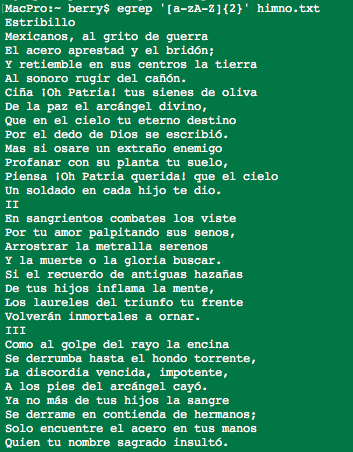 [MacPro:~ berry$ egrep '[a-zA-Z]{2}' himno.txt
Estribillo
Mexicanos, al grito de guerra
El acero aprestad y el bridón;
Y retiemble en sus centros la tierra
Al sonoro rugir del cañón.
Ciña ¡Oh Patria! tus sienes de oliva
De la paz el arcángel divino,
Que en el cielo tu eterno destino
Por el dedo de Dios se escribió.
Mas si osare un extraño enemigo
Profanar con su planta tu suelo,
Piensa ¡Oh Patria querida! que el cielo
Un soldado en cada hijo te dio.
II
En sangrientos combates los viste
Por tu amor palpitando sus senos,
Arrostrar la metralla serenos
Y la muerte o la gloria buscar.
Si el recuerdo de antiguas hazañas
De tus hijos inflama la mente,
Los laureles del triunfo tu frente
Volverán inmortales a ornar.
III
Como al golpe del rayo la encina
Se derrumba hasta el hondo torrente,
La discordia vencida, impotente,
A los pies del arcángel cayó.
Ya no más de tus hijos la sangre
Se derrame en contienda de hermanos;
Solo encuentre el acero en tus manos
Quien tu nombre sagrado insultó.